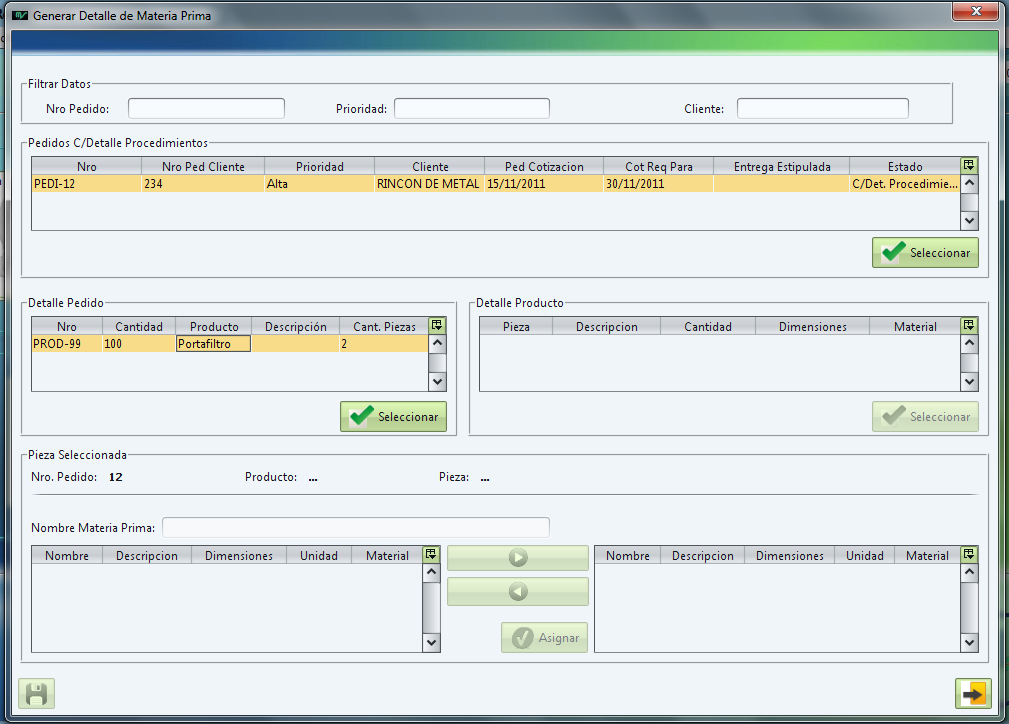 Generar Detalle de Materia Prima
Filtrar Datos
Nro Pedido: Prioridad: Cliente:
Pedidos C/Detalle Procedimientos
Nro Nro Ped Cliente Prioridad Cliente Ped Cotizacion Cot Req Para Entrega Estipulada Estado
PEDI-12 234 Alta RINCON DE METAL 15/11/2011 30/11/2011 C/Det. Procedimie...
Seleccionar
Detalle Pedido Detalle Producto
Nro Cantidad Producto Descripción Cant. Piezas Pieza Descripcion Cantidad Dimensiones Material
PROD-99 100 Portafiltro 2
Seleccionar Seleccionar
Pieza Seleccionada
Nro. Pedido: 12 Producto: ... Pieza: ...
Nombre Materia Prima:
Nombre Descripcion Dimensiones Unidad Material Nombre Descripcion Dimensiones Unidad Material
Asignar